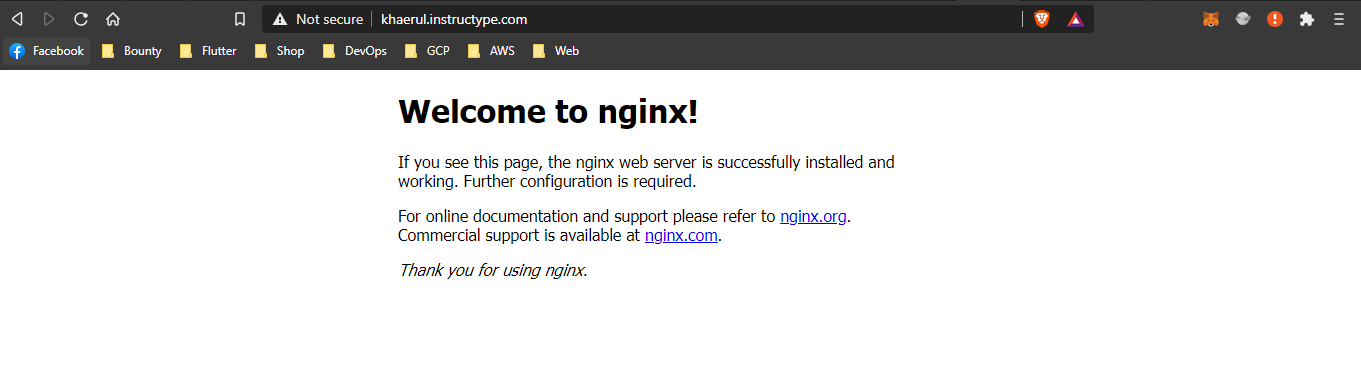 Not secure khaerul.instructype.com
Facebook Bounty Flutter Shop DevOps GCP AWS Web
Welcome to nginx!
If you see this page, the nginx web server is successfully installed and
working. Further configuration is required.
For online documentation and support please refer to nginx.org.
Commercial support is available at nginx.com.
Thank you for using nginx.